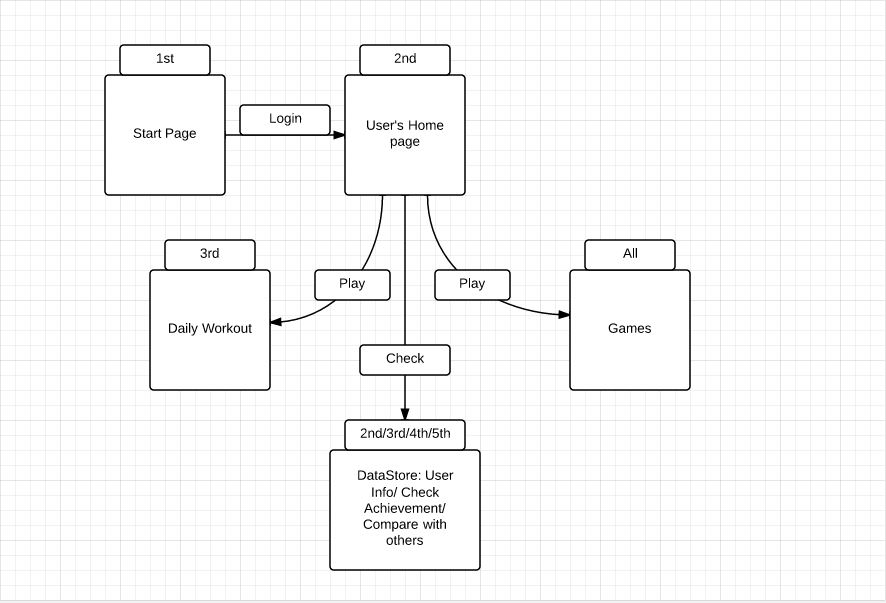 1st
2nd
Start Page
Login
User's Home
page
3rd
All
Play
Play
Daily Workout
Games
Check
2nd/3rd/4th/5th
DataStore: User
Info/ Check
Achievement/
Compare with
others